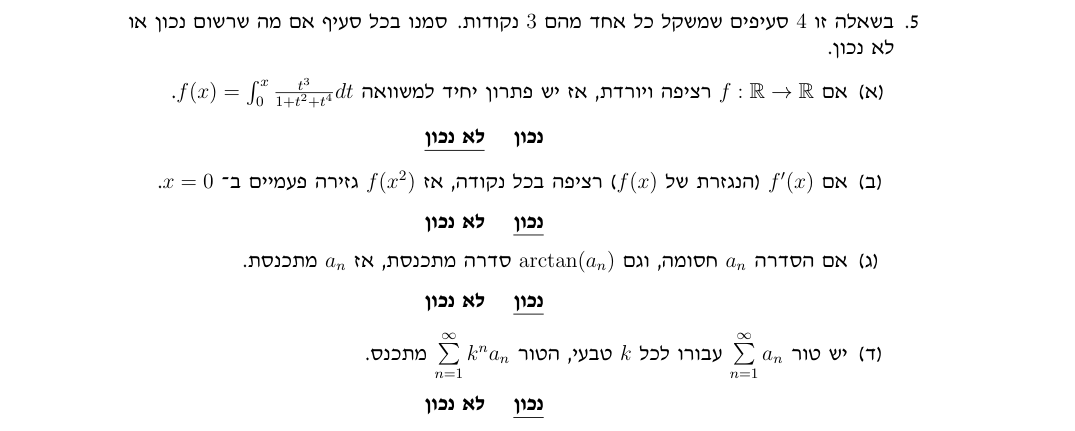 5. בשאלה זו 4 סעיפים שמשקל כל אחד מהם 3 נקודות. סמנו בכל סעיף אם מה שרשום נכון או
לא נכון.
(א) אם f : ℝ → ℝ רציפה ויורדת, אז יש פתרון יחיד למשוואה f(x) = ∫₀ˣ t³/(1+t²+t⁴) dt.
נכון לא נכון
(ב) אם f′(x) (הנגזרת של f(x)) רציפה בכל נקודה, אז f(x²) גזירה פעמיים ב־ x = 0.
נכון לא נכון
(ג) אם הסדרה aₙ חסומה, וגם arctan(aₙ) סדרה מתכנסת, אז aₙ מתכנסת.
נכון לא נכון
(ד) יש טור ∑_{n=1}^{∞} aₙ עבורו לכל k טבעי, הטור ∑_{n=1}^{∞} kⁿaₙ מתכנס.
נכון לא נכון